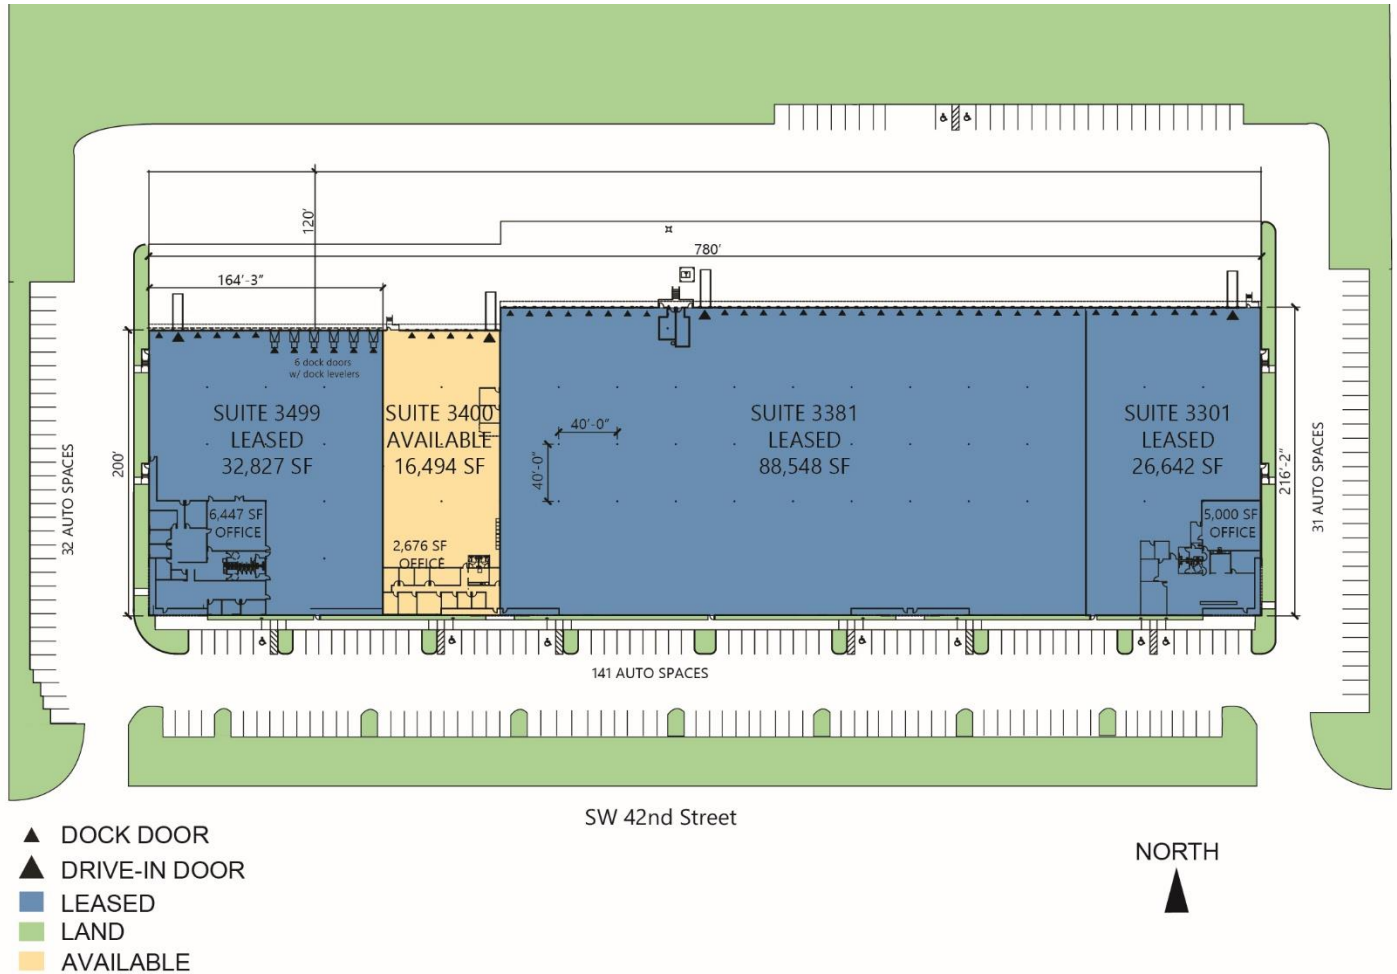 120'
780'
164'-3"
6 dock doors
w/ dock levelers
SUITE 3499
LEASED
32,827 SF
SUITE 3400
AVAILABLE
16,494 SF
SUITE 3381
LEASED
88,548 SF
SUITE 3301
LEASED
26,642 SF
40'-0"
40'-0"
200'
216'-2"
32 AUTO SPACES
31 AUTO SPACES
6,447 SF
OFFICE
2,676 SF
OFFICE
5,000 SF
OFFICE
141 AUTO SPACES
SW 42nd Street
DOCK DOOR
DRIVE-IN DOOR
LEASED
LAND
AVAILABLE
NORTH